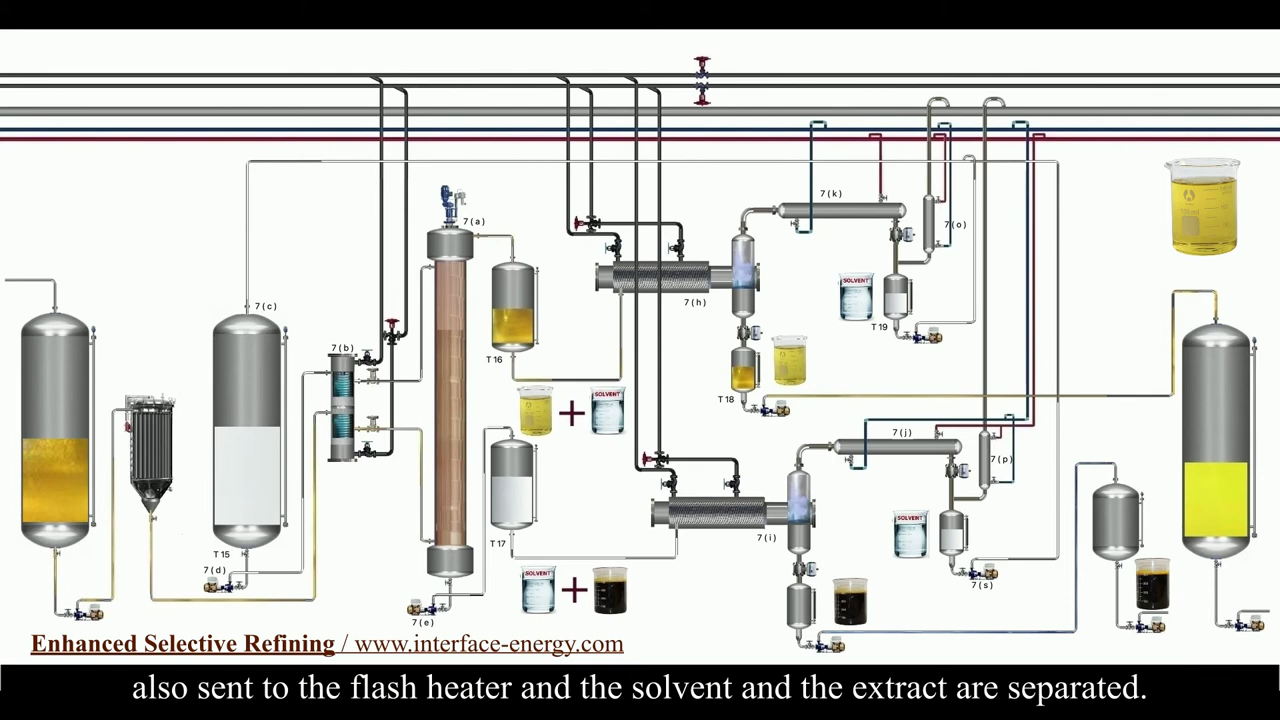 7(k)
7(a)
7(o)
SOLVENT
7(c)
7(h)
T19
7(b)
T16
T18
SOLVENT
+
7(j)
7(p)
SOLVENT
T17
7(i)
T15
7(d)
SOLVENT
+
7(s)
7(e)
Enhanced Selective Refining / www.interface-energy.com
also sent to the flash heater and the solvent and the extract are separated.